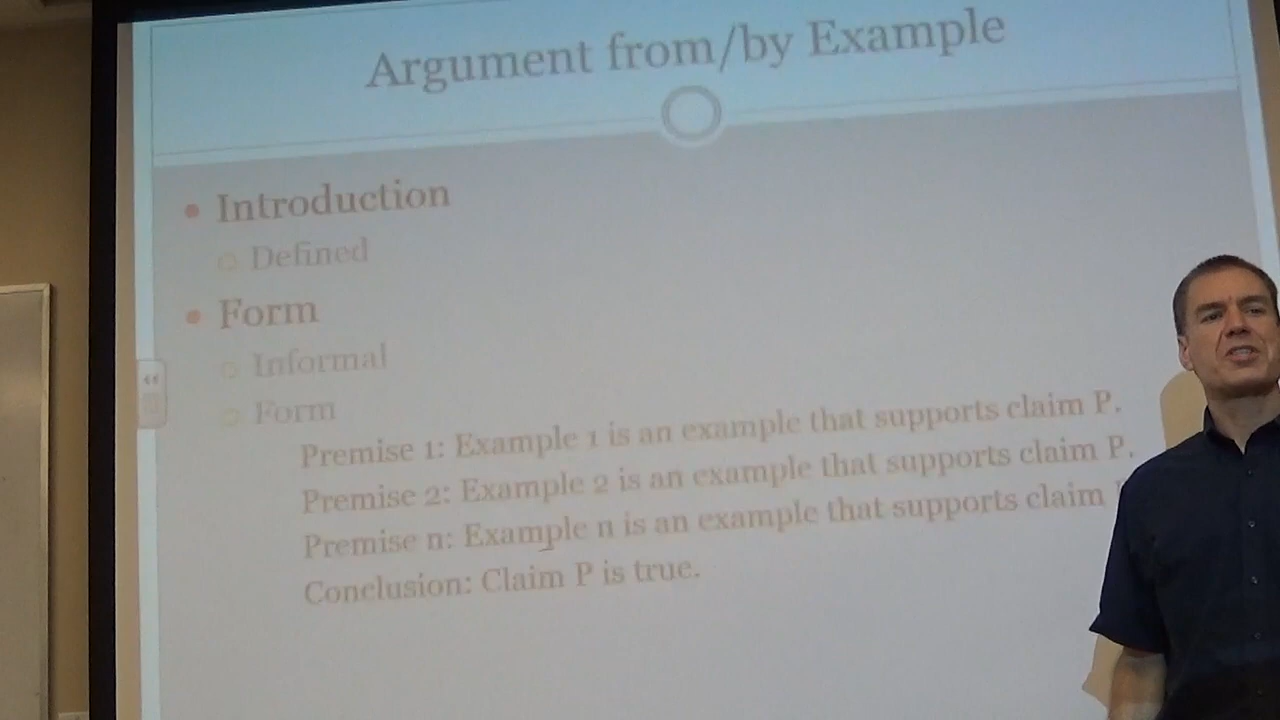 Argument from/by Example
Introduction
Defined
Form
Informal
Form
Premise 1: Example 1 is an example that supports claim P.
Premise 2: Example 2 is an example that supports claim P.
Premise n: Example n is an example that supports claim
Conclusion: Claim P is true.